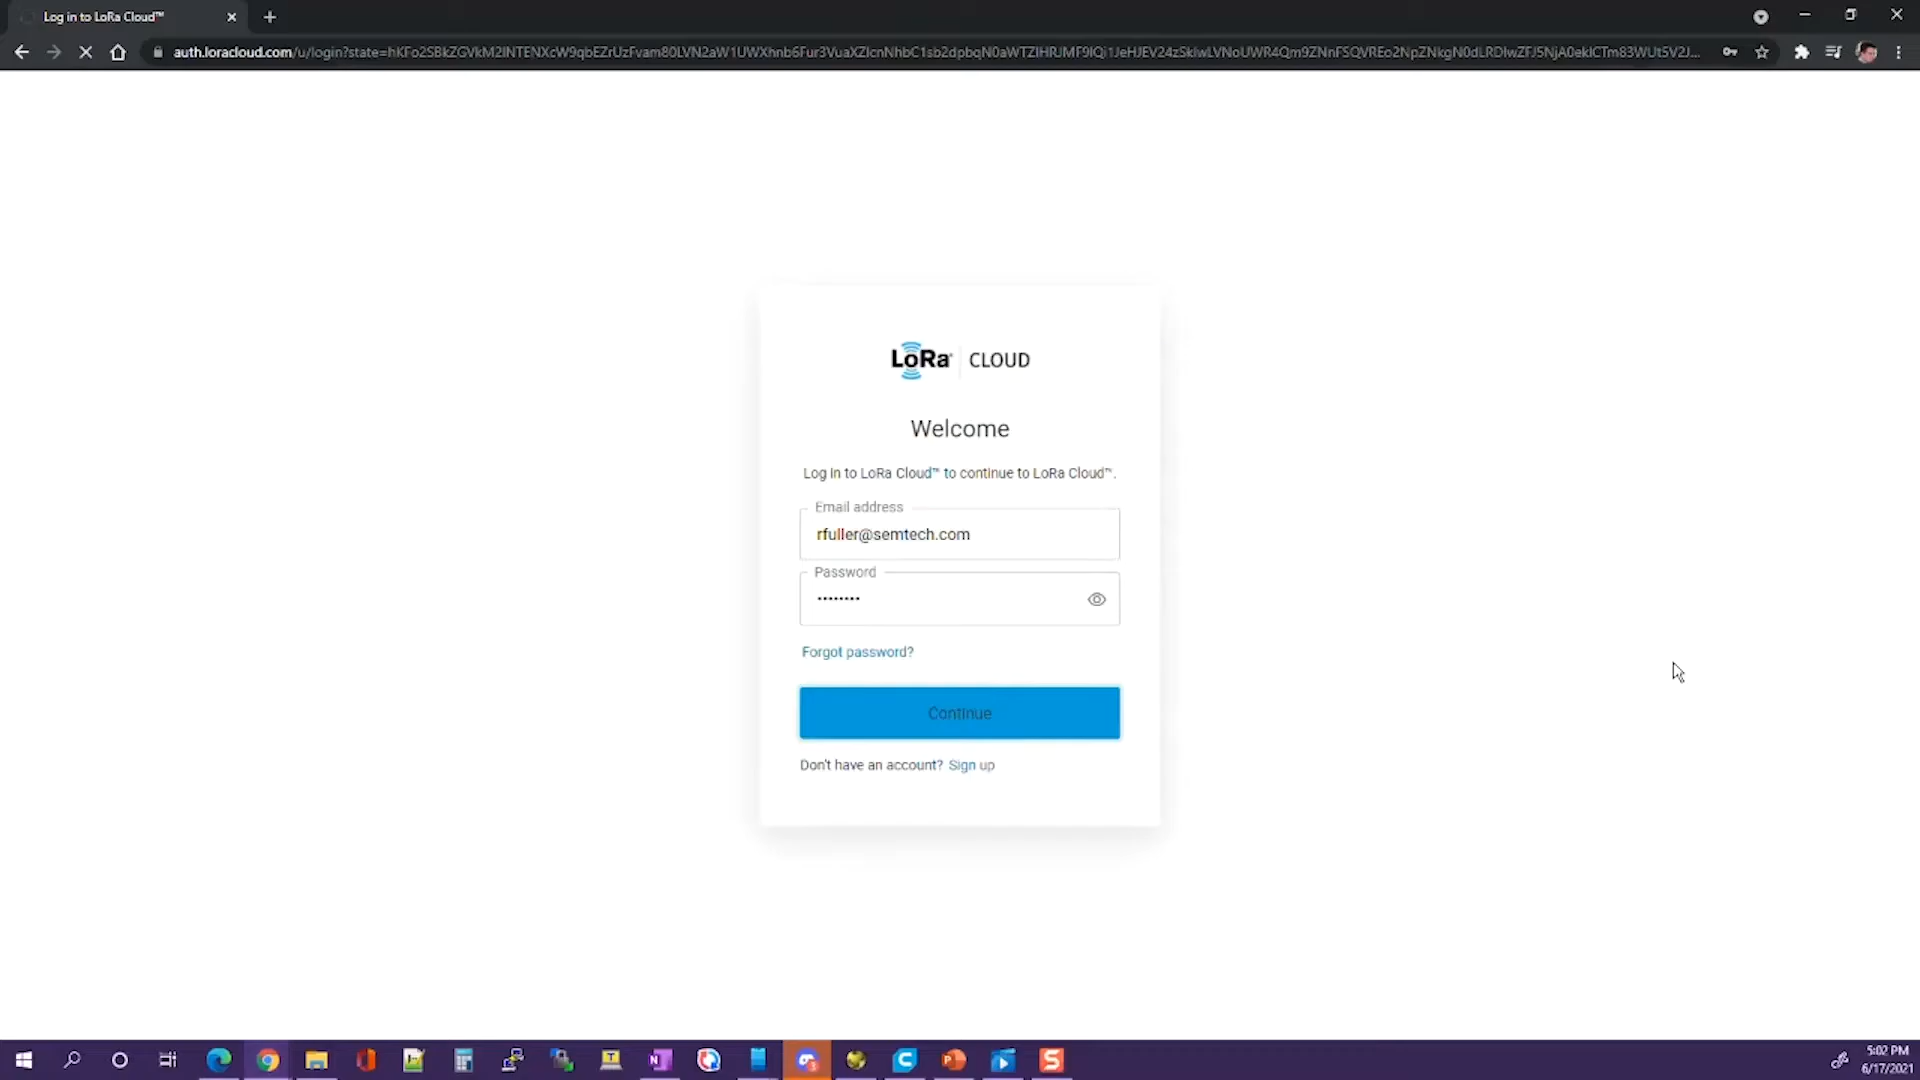 Log in to LoRa Cloud™
auth.loracloud.com
LoRa® CLOUD
Welcome
Log in to LoRa Cloud™ to continue to LoRa Cloud™.
Email address
rfuller@semtech.com
Password
Forgot password?
Continue
Don't have an account? Sign up
5:02 PM
6/17/2021